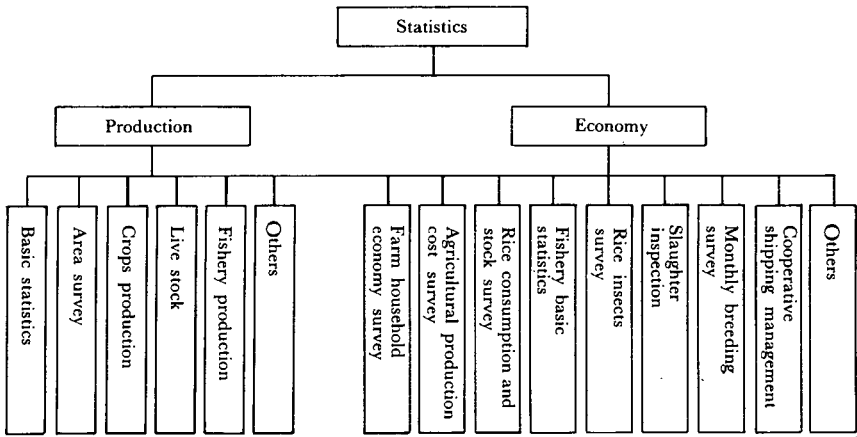 Statistics
Production
Economy
Basic statistics
Area survey
Crops production
Live stock
Fishery production
Others
Farm household
economy survey
Agricultural production
cost survey
Rice consumption and
stock survey
Fishery basic
statistics
Rice insects
survey
Slaughter
inspection
Monthly breeding
survey
Cooperative
shipping management
Others